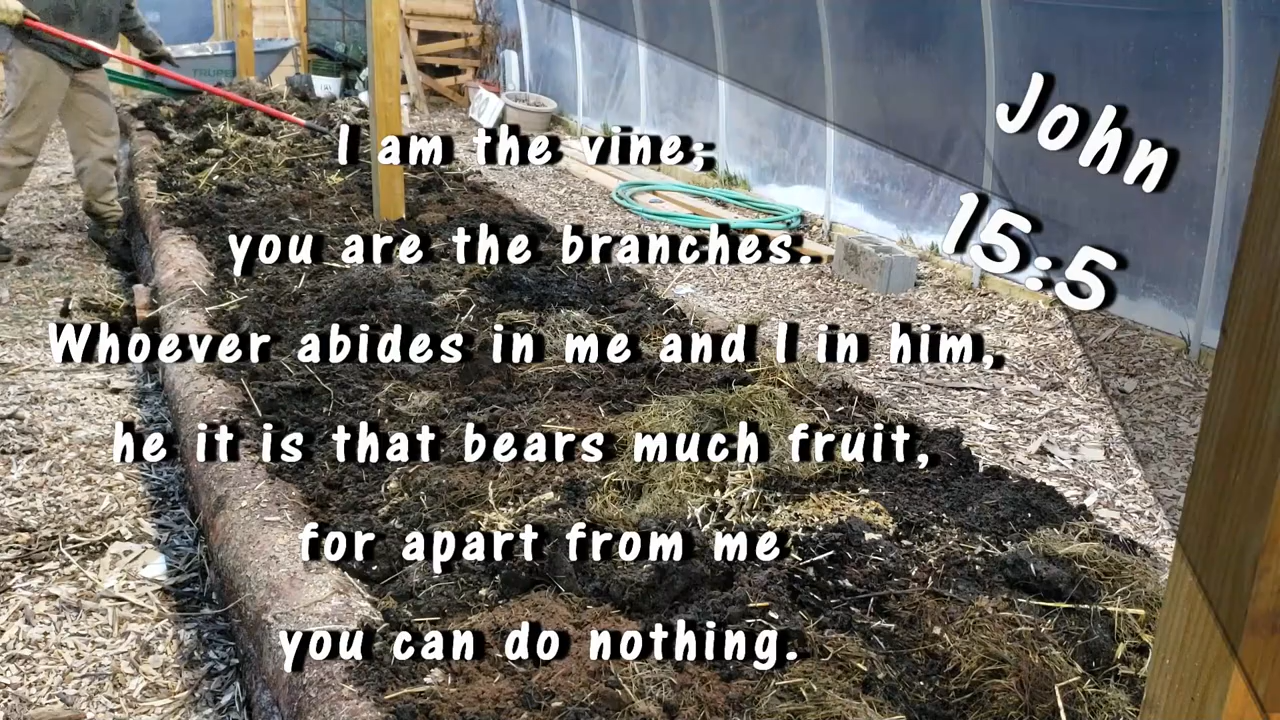 TRUPER
I am the vine;
you are the branches.
Whoever abides in me and I in him,
he it is that bears much fruit,
for apart from me
you can do nothing.
John
15:5